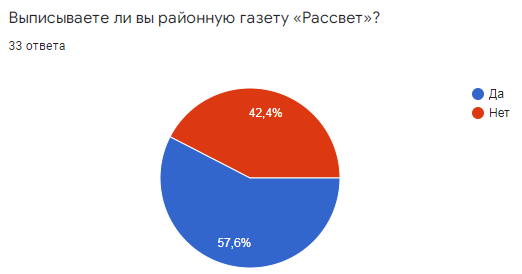 Выписываете ли вы районную газету «Рассвет»?
33 ответа
Да
Нет
42,4%
57,6%